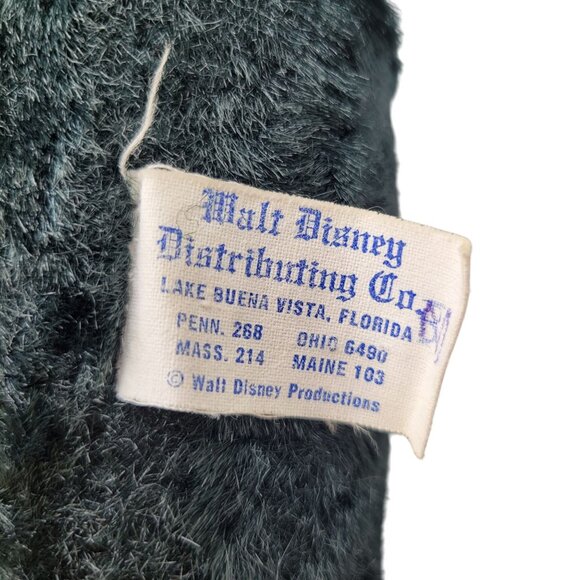 Walt Disney
Distributing Co.
LAKE BUENA VISTA, FLORIDA
PENN. 268 OHIO 6490
MASS. 214 MAINE 103
© Walt Disney Productions